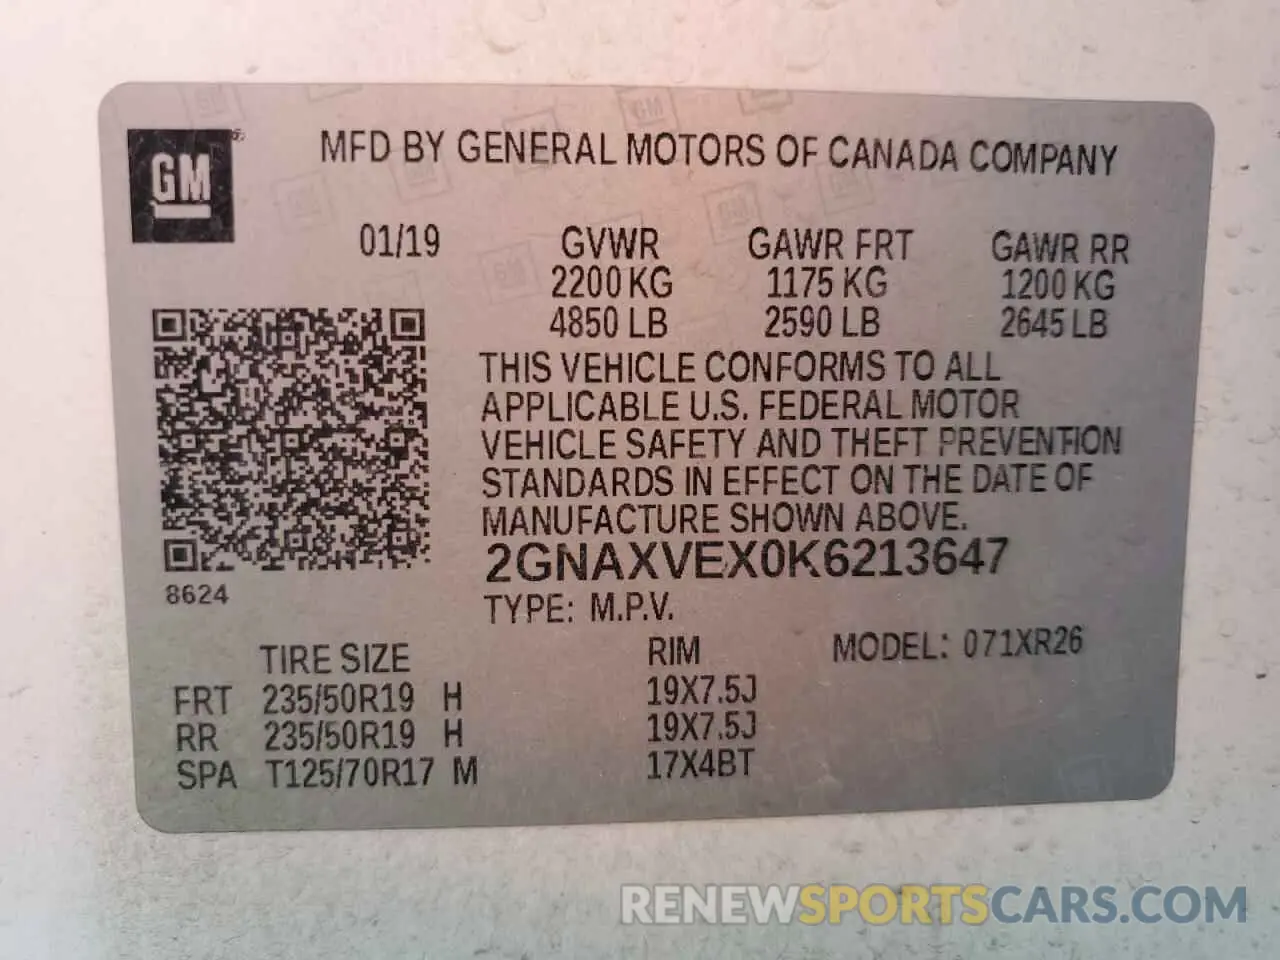 GM
MFD BY GENERAL MOTORS OF CANADA COMPANY
01/19 GVWR GAWR FRT GAWR RR
2200 KG 1175 KG 1200 KG
4850 LB 2590 LB 2645 LB
THIS VEHICLE CONFORMS TO ALL
APPLICABLE U.S. FEDERAL MOTOR
VEHICLE SAFETY AND THEFT PREVENTION
STANDARDS IN EFFECT ON THE DATE OF
MANUFACTURE SHOWN ABOVE.
2GNAXVEX0K6213647
8624
TYPE: M.P.V.
TIRE SIZE RIM MODEL: 071XR26
FRT 235/50R19 H 19X7.5J
RR 235/50R19 H 19X7.5J
SPA T125/70R17 M 17X4BT
RENEWSPORTSCARS.COM